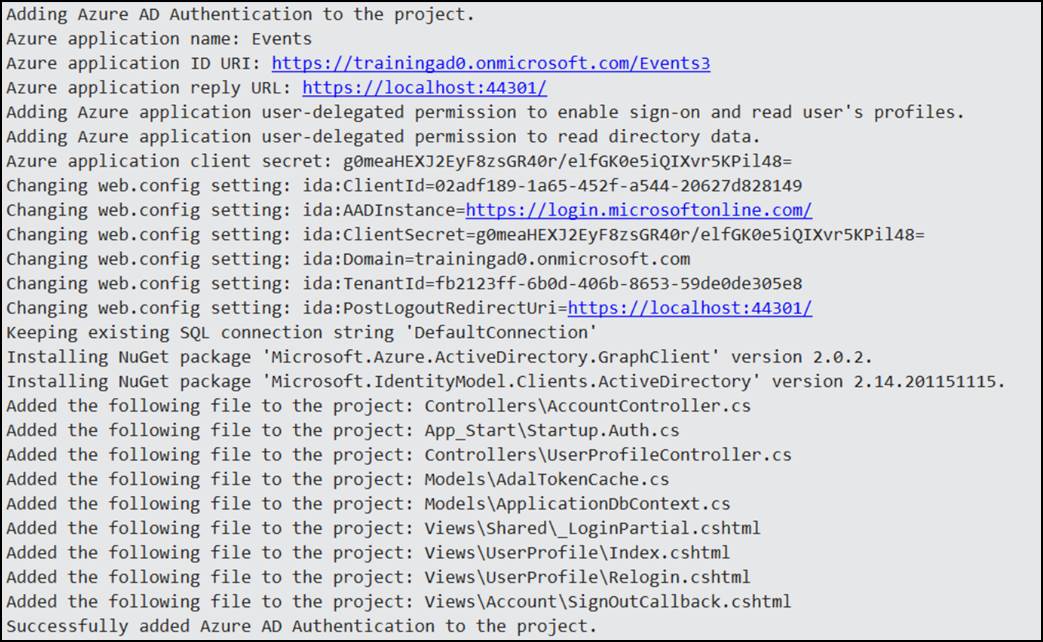 Adding Azure AD Authentication to the project.
Azure application name: Events
Azure application ID URI: https://trainingad0.onmicrosoft.com/Events3
Azure application reply URL: https://localhost:44301/
Adding Azure application user-delegated permission to enable sign-on and read user's profiles.
Adding Azure application user-delegated permission to read directory data.
Azure application client secret: g0meaHEXJ2EyF8zsGR40r/elfGK0e5iQIXvr5KPil48=
Changing web.config setting: ida:ClientId=02adf189-1a65-452f-a544-20627d828149
Changing web.config setting: ida:AADInstance=https://login.microsoftonline.com/
Changing web.config setting: ida:ClientSecret=g0meaHEXJ2EyF8zsGR40r/elfGK0e5iQIXvr5KPil48=
Changing web.config setting: ida:Domain=trainingad0.onmicrosoft.com
Changing web.config setting: ida:TenantId=fb2123ff-6b0d-406b-8653-59de0de305e8
Changing web.config setting: ida:PostLogoutRedirectUri=https://localhost:44301/
Keeping existing SQL connection string 'DefaultConnection'
Installing NuGet package 'Microsoft.Azure.ActiveDirectory.GraphClient' version 2.0.2.
Installing NuGet package 'Microsoft.IdentityModel.Clients.ActiveDirectory' version 2.14.201151115.
Added the following file to the project: Controllers\AccountController.cs
Added the following file to the project: App_Start\Startup.Auth.cs
Added the following file to the project: Controllers\UserProfileController.cs
Added the following file to the project: Models\AdalTokenCache.cs
Added the following file to the project: Models\ApplicationDbContext.cs
Added the following file to the project: Views\Shared\_LoginPartial.cshtml
Added the following file to the project: Views\UserProfile\Index.cshtml
Added the following file to the project: Views\UserProfile\Relogin.cshtml
Added the following file to the project: Views\Account\SignOutCallback.cshtml
Successfully added Azure AD Authentication to the project.